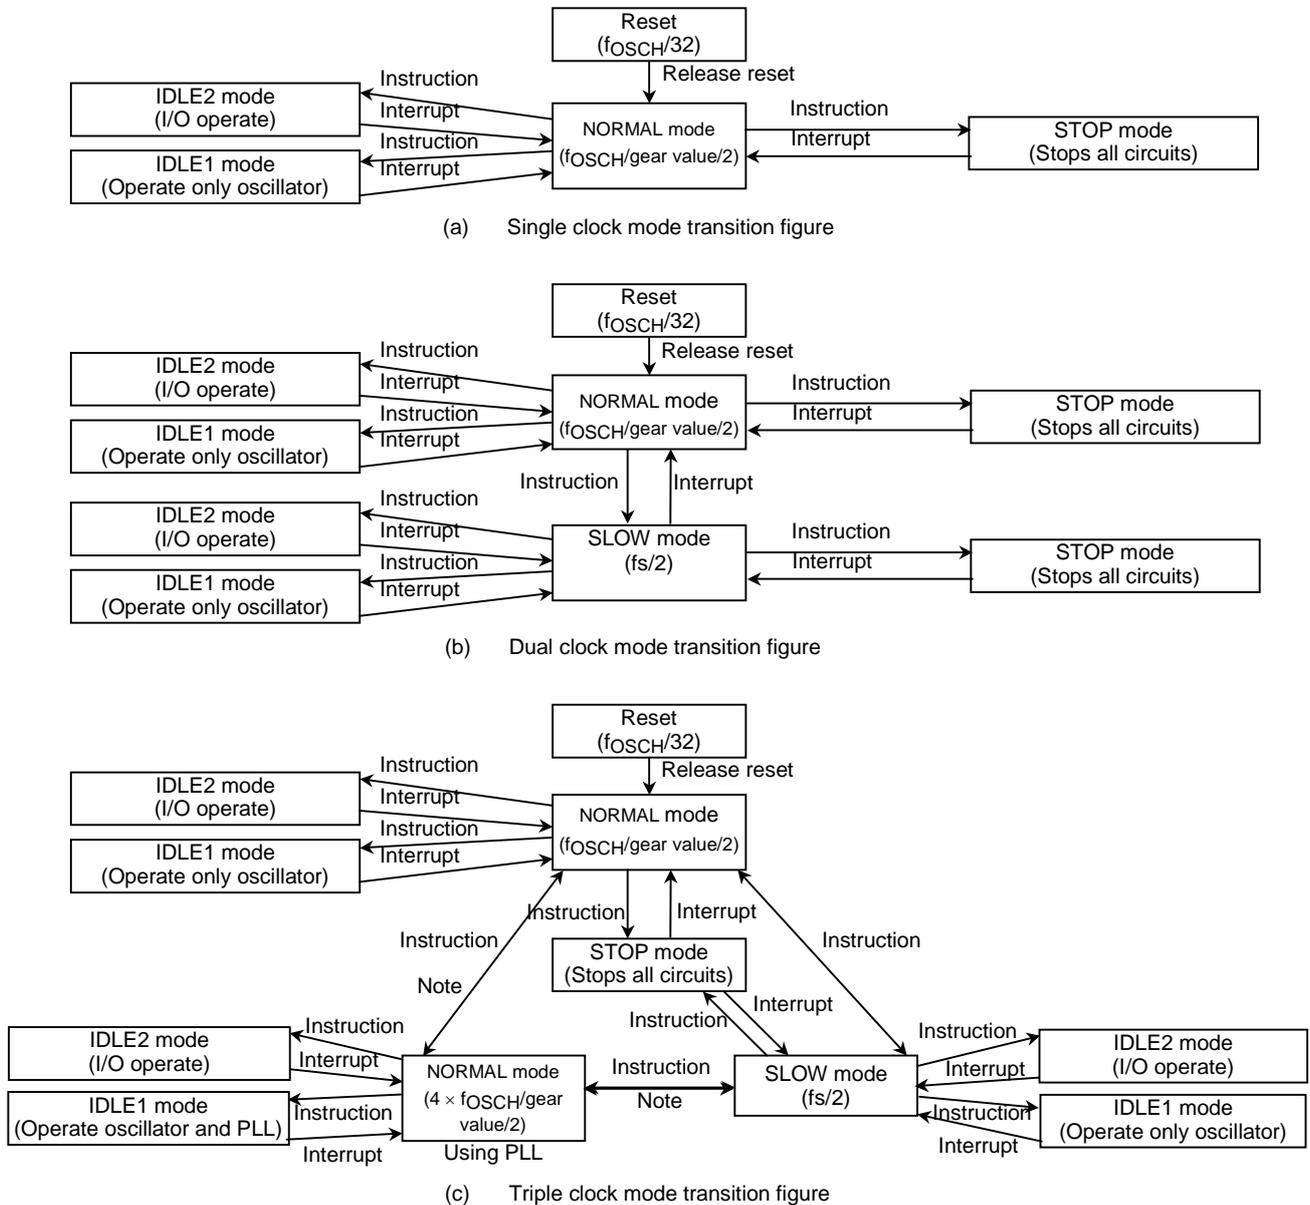 Reset
(fOSCH/32)
Release reset
Instruction
IDLE2 mode
(I/O operate)
Interrupt
Instruction
IDLE1 mode
(Operate only oscillator)
Interrupt
NORMAL mode
(fOSCH/gear value/2)
Instruction
Interrupt
STOP mode
(Stops all circuits)
(a) Single clock mode transition figure
Reset
(fOSCH/32)
Release reset
Instruction
IDLE2 mode
(I/O operate)
Interrupt
Instruction
IDLE1 mode
(Operate only oscillator)
Interrupt
NORMAL mode
(fOSCH/gear value/2)
Instruction
Interrupt
STOP mode
(Stops all circuits)
Instruction
Interrupt
Instruction
IDLE2 mode
(I/O operate)
Interrupt
Instruction
IDLE1 mode
(Operate only oscillator)
Interrupt
SLOW mode
(fs/2)
Instruction
Interrupt
STOP mode
(Stops all circuits)
(b) Dual clock mode transition figure
Reset
(fOSCH/32)
Release reset
Instruction
IDLE2 mode
(I/O operate)
Interrupt
Instruction
IDLE1 mode
(Operate only oscillator)
Interrupt
NORMAL mode
(fOSCH/gear value/2)
Instruction
Interrupt
Instruction
Note
STOP mode
(Stops all circuits)
Instruction
Interrupt
Instruction
Instruction
IDLE2 mode
(I/O operate)
Interrupt
IDLE1 mode
(Operate oscillator and PLL)
Instruction
Interrupt
NORMAL mode
(4 × fOSCH/gear
value/2)
Using PLL
Instruction
Note
SLOW mode
(fs/2)
Instruction
IDLE2 mode
(I/O operate)
Interrupt
Instruction
IDLE1 mode
(Operate only oscillator)
Interrupt
(c) Triple clock mode transition figure